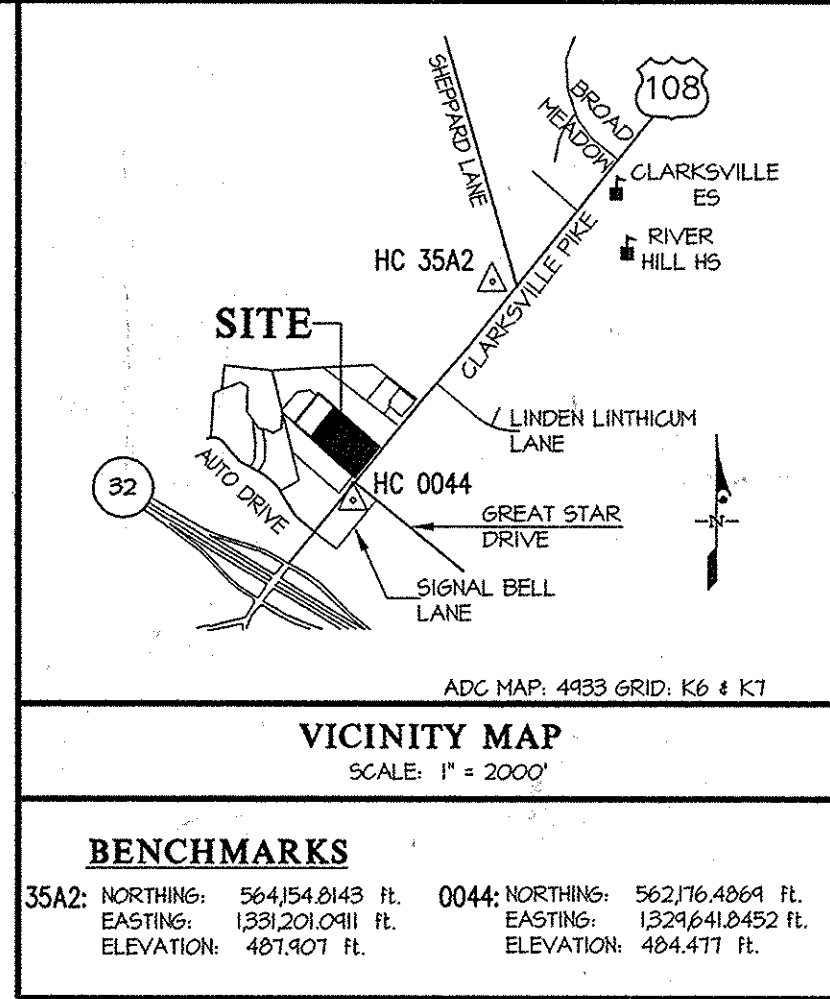 108
SHEPPARD LANE
BROAD
MEADOW
CLARKSVILLE
ES
RIVER
HILL HS
HC 35A2
CLARKSVILLE PIKE
SITE
LINDEN LINTHICUM
LANE
AUTO DRIVE
32
HC 0044
GREAT STAR
DRIVE
N
SIGNAL BELL
LANE
ADC MAP: 4933 GRID: K6 & K7
VICINITY MAP
SCALE: 1" = 2000'
BENCHMARKS
35A2: NORTHING: 564,154.8143 ft.
EASTING: 1,331,201.0911 ft.
ELEVATION: 487.907 ft.
0044: NORTHING: 562,176.4869 ft.
EASTING: 1,329,641.8452 ft.
ELEVATION: 484.477 ft.